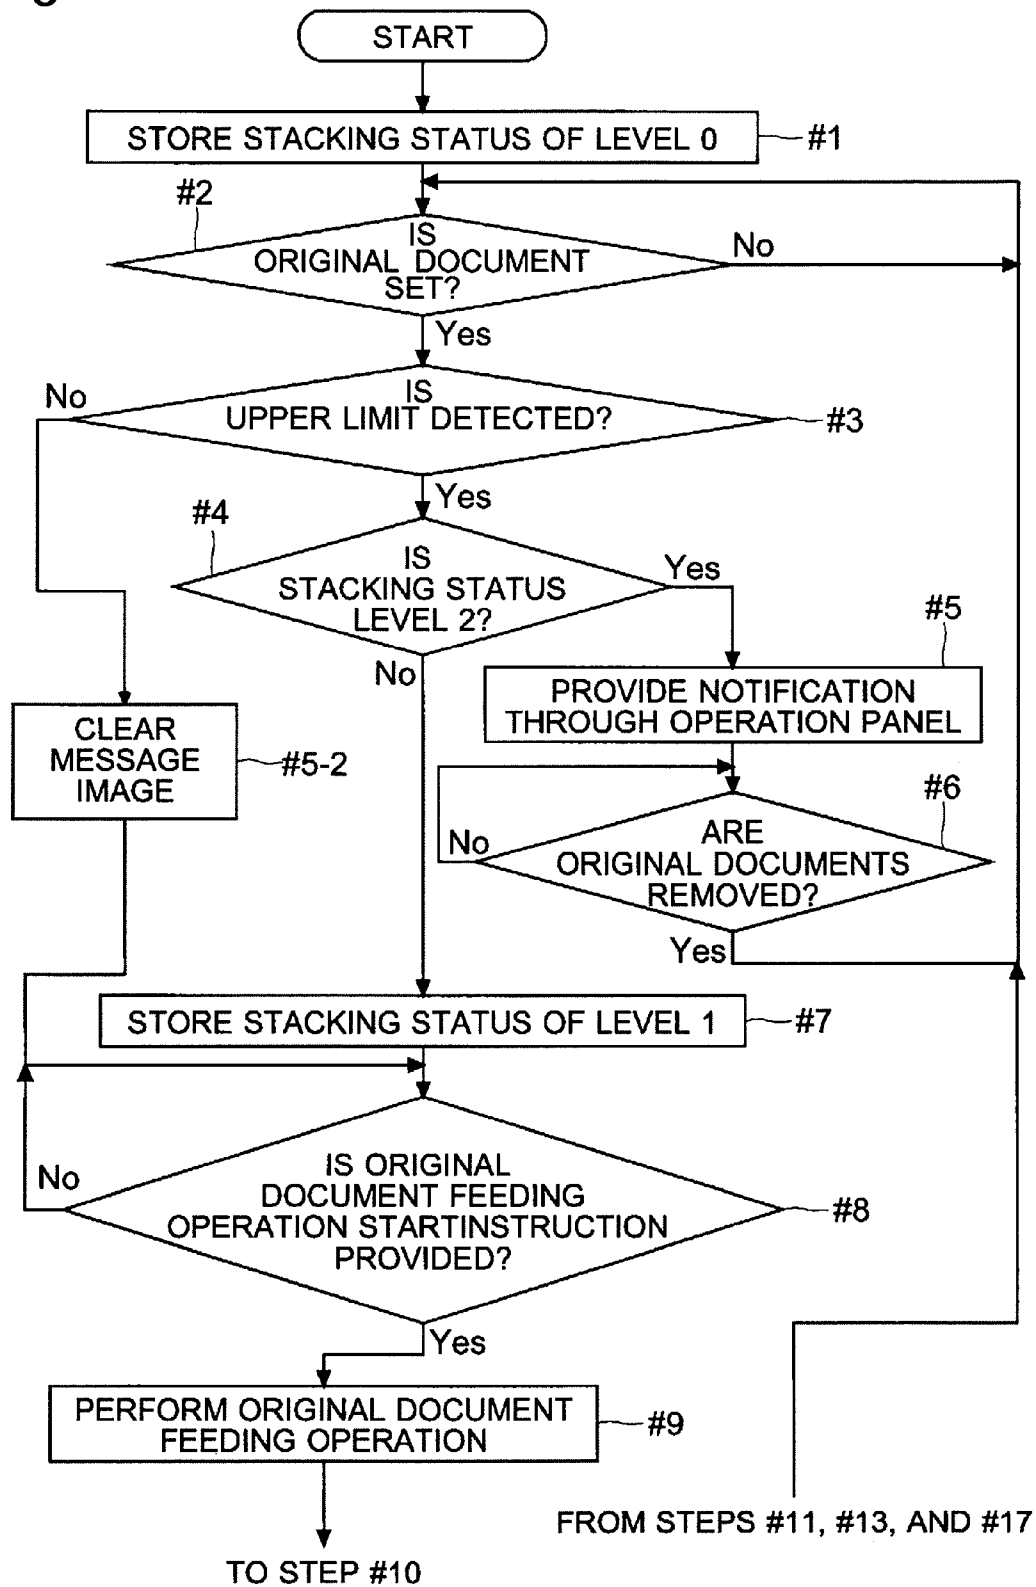 START
STORE STACKING STATUS OF LEVEL 0
#1
#2
IS
ORIGINAL DOCUMENT
SET?
No
Yes
IS
UPPER LIMIT DETECTED?
#3
No
Yes
#4
IS
STACKING STATUS
LEVEL 2?
Yes
No
#5
PROVIDE NOTIFICATION
THROUGH OPERATION PANEL
CLEAR
MESSAGE
IMAGE
#5-2
#6
ARE
ORIGINAL DOCUMENTS
REMOVED?
No
Yes
STORE STACKING STATUS OF LEVEL 1
#7
IS ORIGINAL
DOCUMENT FEEDING
OPERATION STARTINSTRUCTION
PROVIDED?
#8
No
Yes
PERFORM ORIGINAL DOCUMENT
FEEDING OPERATION
#9
FROM STEPS #11, #13, AND #17
TO STEP #10